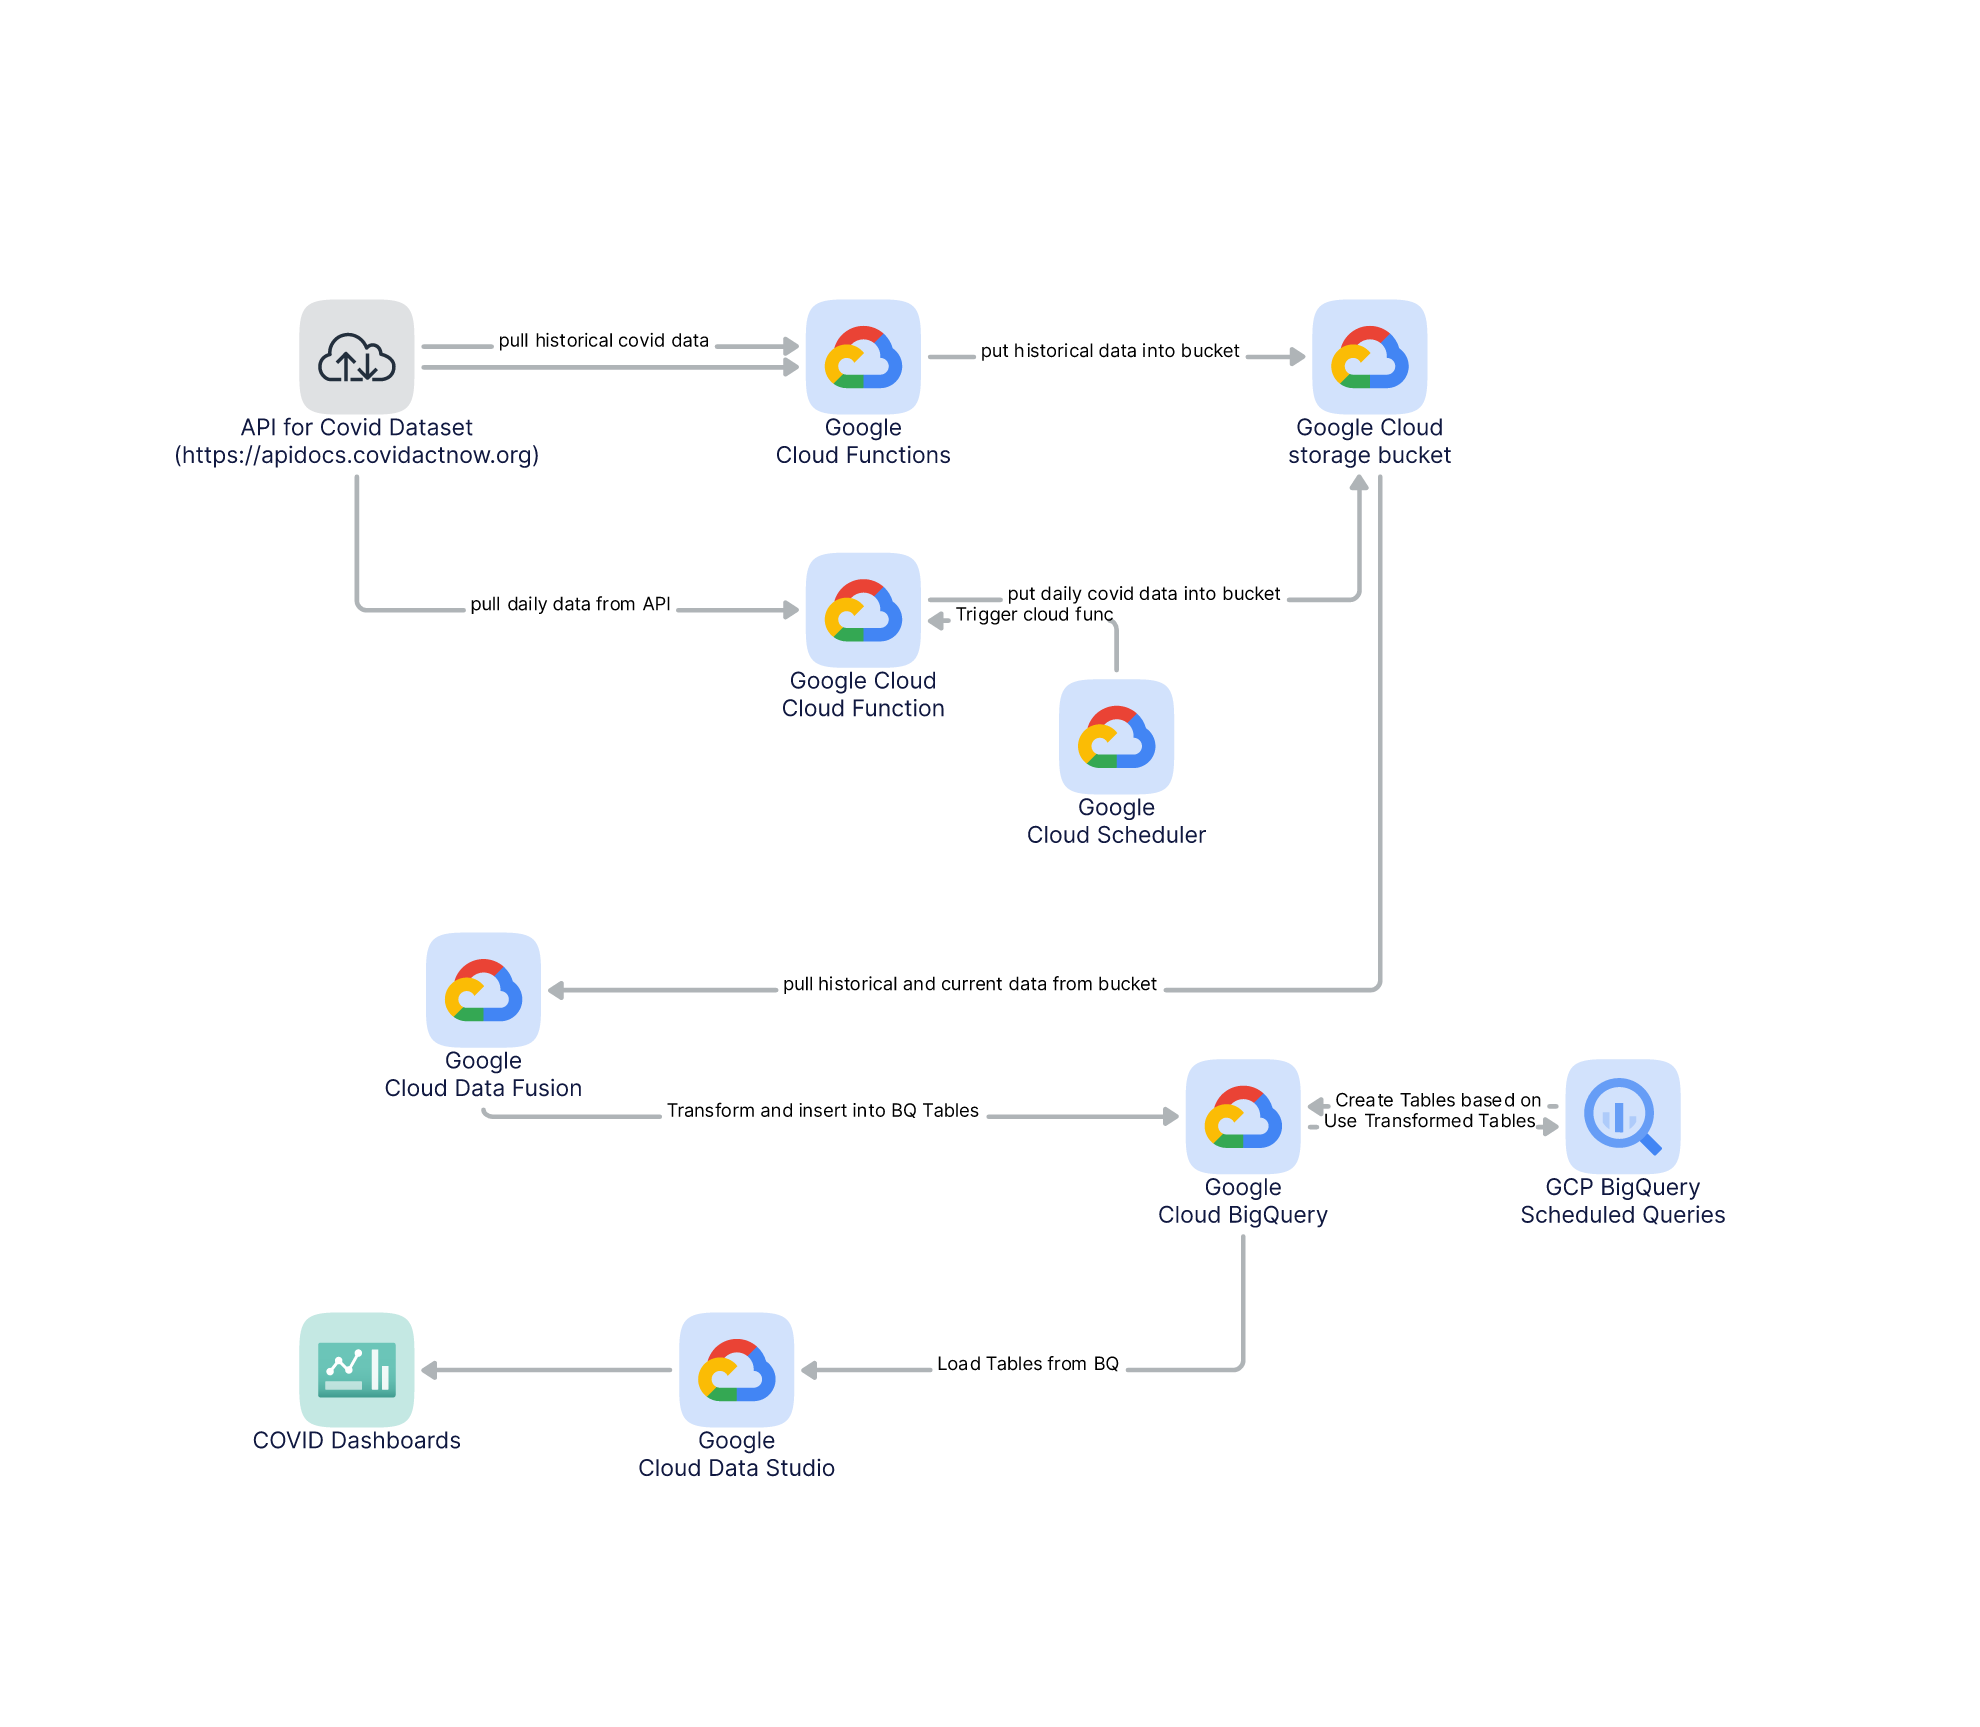 pull historical covid data
put historical data into bucket
API for Covid Dataset
(https://apidocs.covidactnow.org)
Google
Cloud Functions
Google Cloud
storage bucket
pull daily data from API
put daily covid data into bucket
Trigger cloud func
Google Cloud
Cloud Function
Google
Cloud Scheduler
pull historical and current data from bucket
Google
Cloud Data Fusion
Transform and insert into BQ Tables
Create Tables based on
Use Transformed Tables
Google
Cloud BigQuery
GCP BigQuery
Scheduled Queries
Load Tables from BQ
COVID Dashboards
Google
Cloud Data Studio